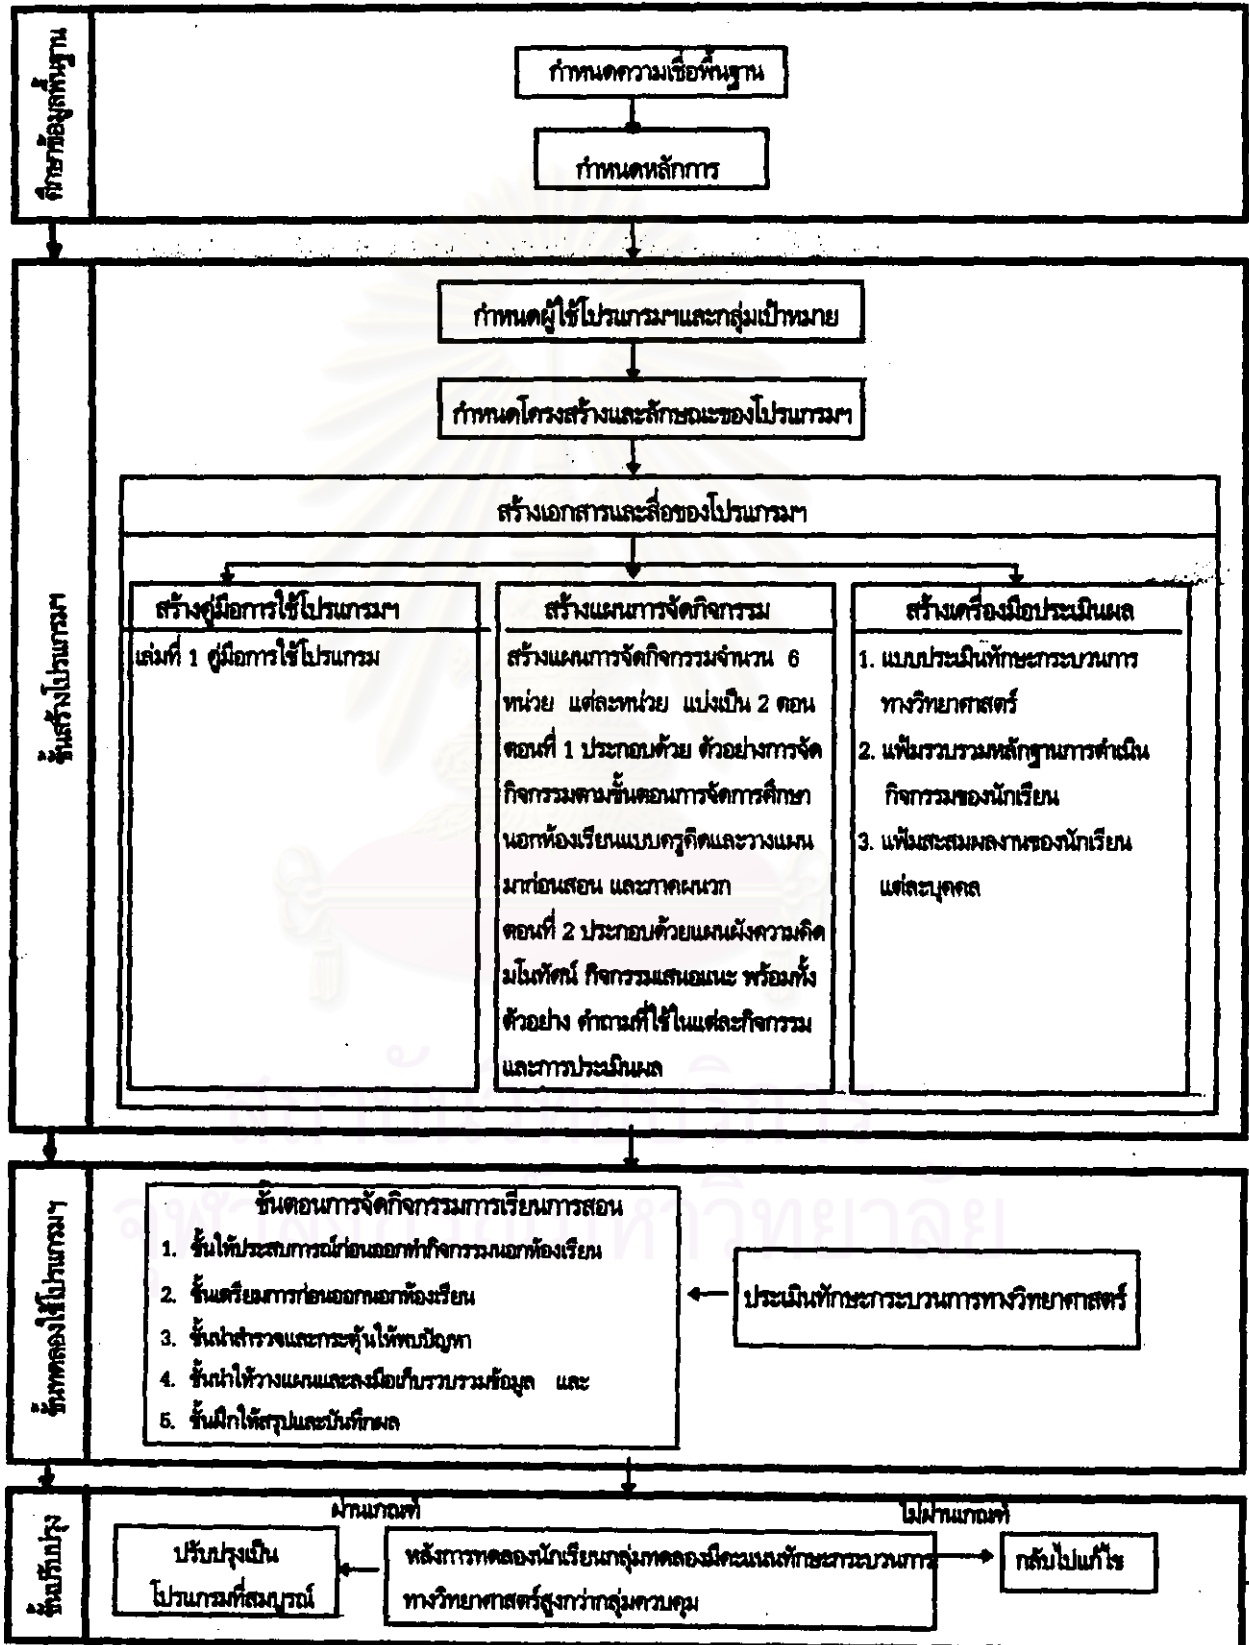 ศึกษาข้อมูลพื้นฐาน
กำหนดความเชื่อพื้นฐาน
กำหนดหลักการ
ขั้นสร้างโปรแกรมฯ
กำหนดผู้ใช้โปรแกรมฯและกลุ่มเป้าหมาย
กำหนดโครงสร้างและลักษณะของโปรแกรมฯ
สร้างเอกสารและสื่อของโปรแกรมฯ
สร้างคู่มือการใช้โปรแกรมฯ
เล่มที่ 1 คู่มือการใช้โปรแกรม
สร้างแผนการจัดกิจกรรม
สร้างแผนการจัดกิจกรรมจำนวน 6
หน่วย แต่ละหน่วย แบ่งเป็น 2 ตอน
ตอนที่ 1 ประกอบด้วย ตัวอย่างการจัด
กิจกรรมตามขั้นตอนการจัดการศึกษา
นอกห้องเรียนแบบครูคิดและวางแผน
มาก่อนสอน และภาคผนวก
ตอนที่ 2 ประกอบด้วยแผนผังความคิด
มโนทัศน์ กิจกรรมเสนอแนะ พร้อมทั้ง
ตัวอย่าง คำถามที่ใช้ในแต่ละกิจกรรม
และการประเมินผล
สร้างเครื่องมือประเมินผล
1. แบบประเมินทักษะกระบวนการ
ทางวิทยาศาสตร์
2. แฟ้มรวบรวมหลักฐานการดำเนิน
กิจกรรมของนักเรียน
3. แฟ้มสะสมผลงานของนักเรียน
แต่ละบุคคล
ขั้นทดลองใช้โปรแกรมฯ
ขั้นตอนการจัดกิจกรรมการเรียนการสอน
1. ขั้นให้ประสบการณ์ก่อนออกทำกิจกรรมนอกห้องเรียน
2. ขั้นเตรียมการก่อนออกนอกห้องเรียน
3. ขั้นนำสำรวจและกระตุ้นให้พบปัญหา
4. ขั้นนำให้วางแผนและลงมือเก็บรวบรวมข้อมูล และ
5. ขั้นฝึกให้สรุปและบันทึกผล
ประเมินทักษะกระบวนการทางวิทยาศาสตร์
ขั้นปรับปรุง
ผ่านเกณฑ์
ไม่ผ่านเกณฑ์
ปรับปรุงเป็น
โปรแกรมที่สมบูรณ์
หลังการทดลองนักเรียนกลุ่มทดลองมีคะแนนทักษะกระบวนการ
ทางวิทยาศาสตร์สูงกว่ากลุ่มควบคุม
กลับไปแก้ไข
สถาบันวิทยบริการ
จุฬาลงกรณ์มหาวิทยาลัย